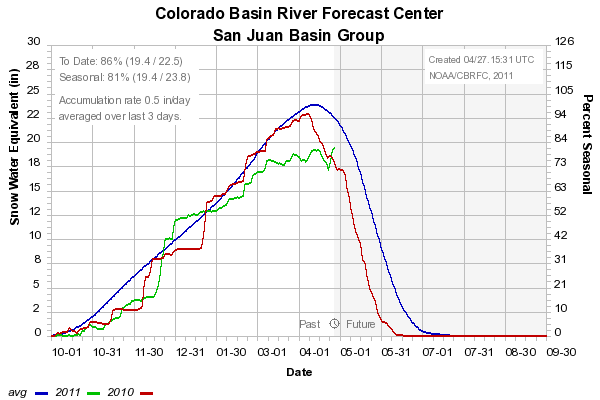 Colorado Basin River Forecast Center
San Juan Basin Group
To Date: 86% (19.4 / 22.5)
Seasonal: 81% (19.4 / 23.8)
Accumulation rate 0.5 in/day
averaged over last 3 days.
Created 04/27. 15:31 UTC
NOAA/CBRFC, 2011
Snow Water Equivalent (in)
30
28
25
22
20
18
15
12
10
8
5
2
0
Percent Seasonal
126
115
105
94
84
73
63
52
42
31
21
10
0
Past Future
10-01 10-31 11-30 12-31 01-30 03-01 04-01 05-01 05-31 07-01 07-31 08-30 09-30
Date
avg 2011 2010